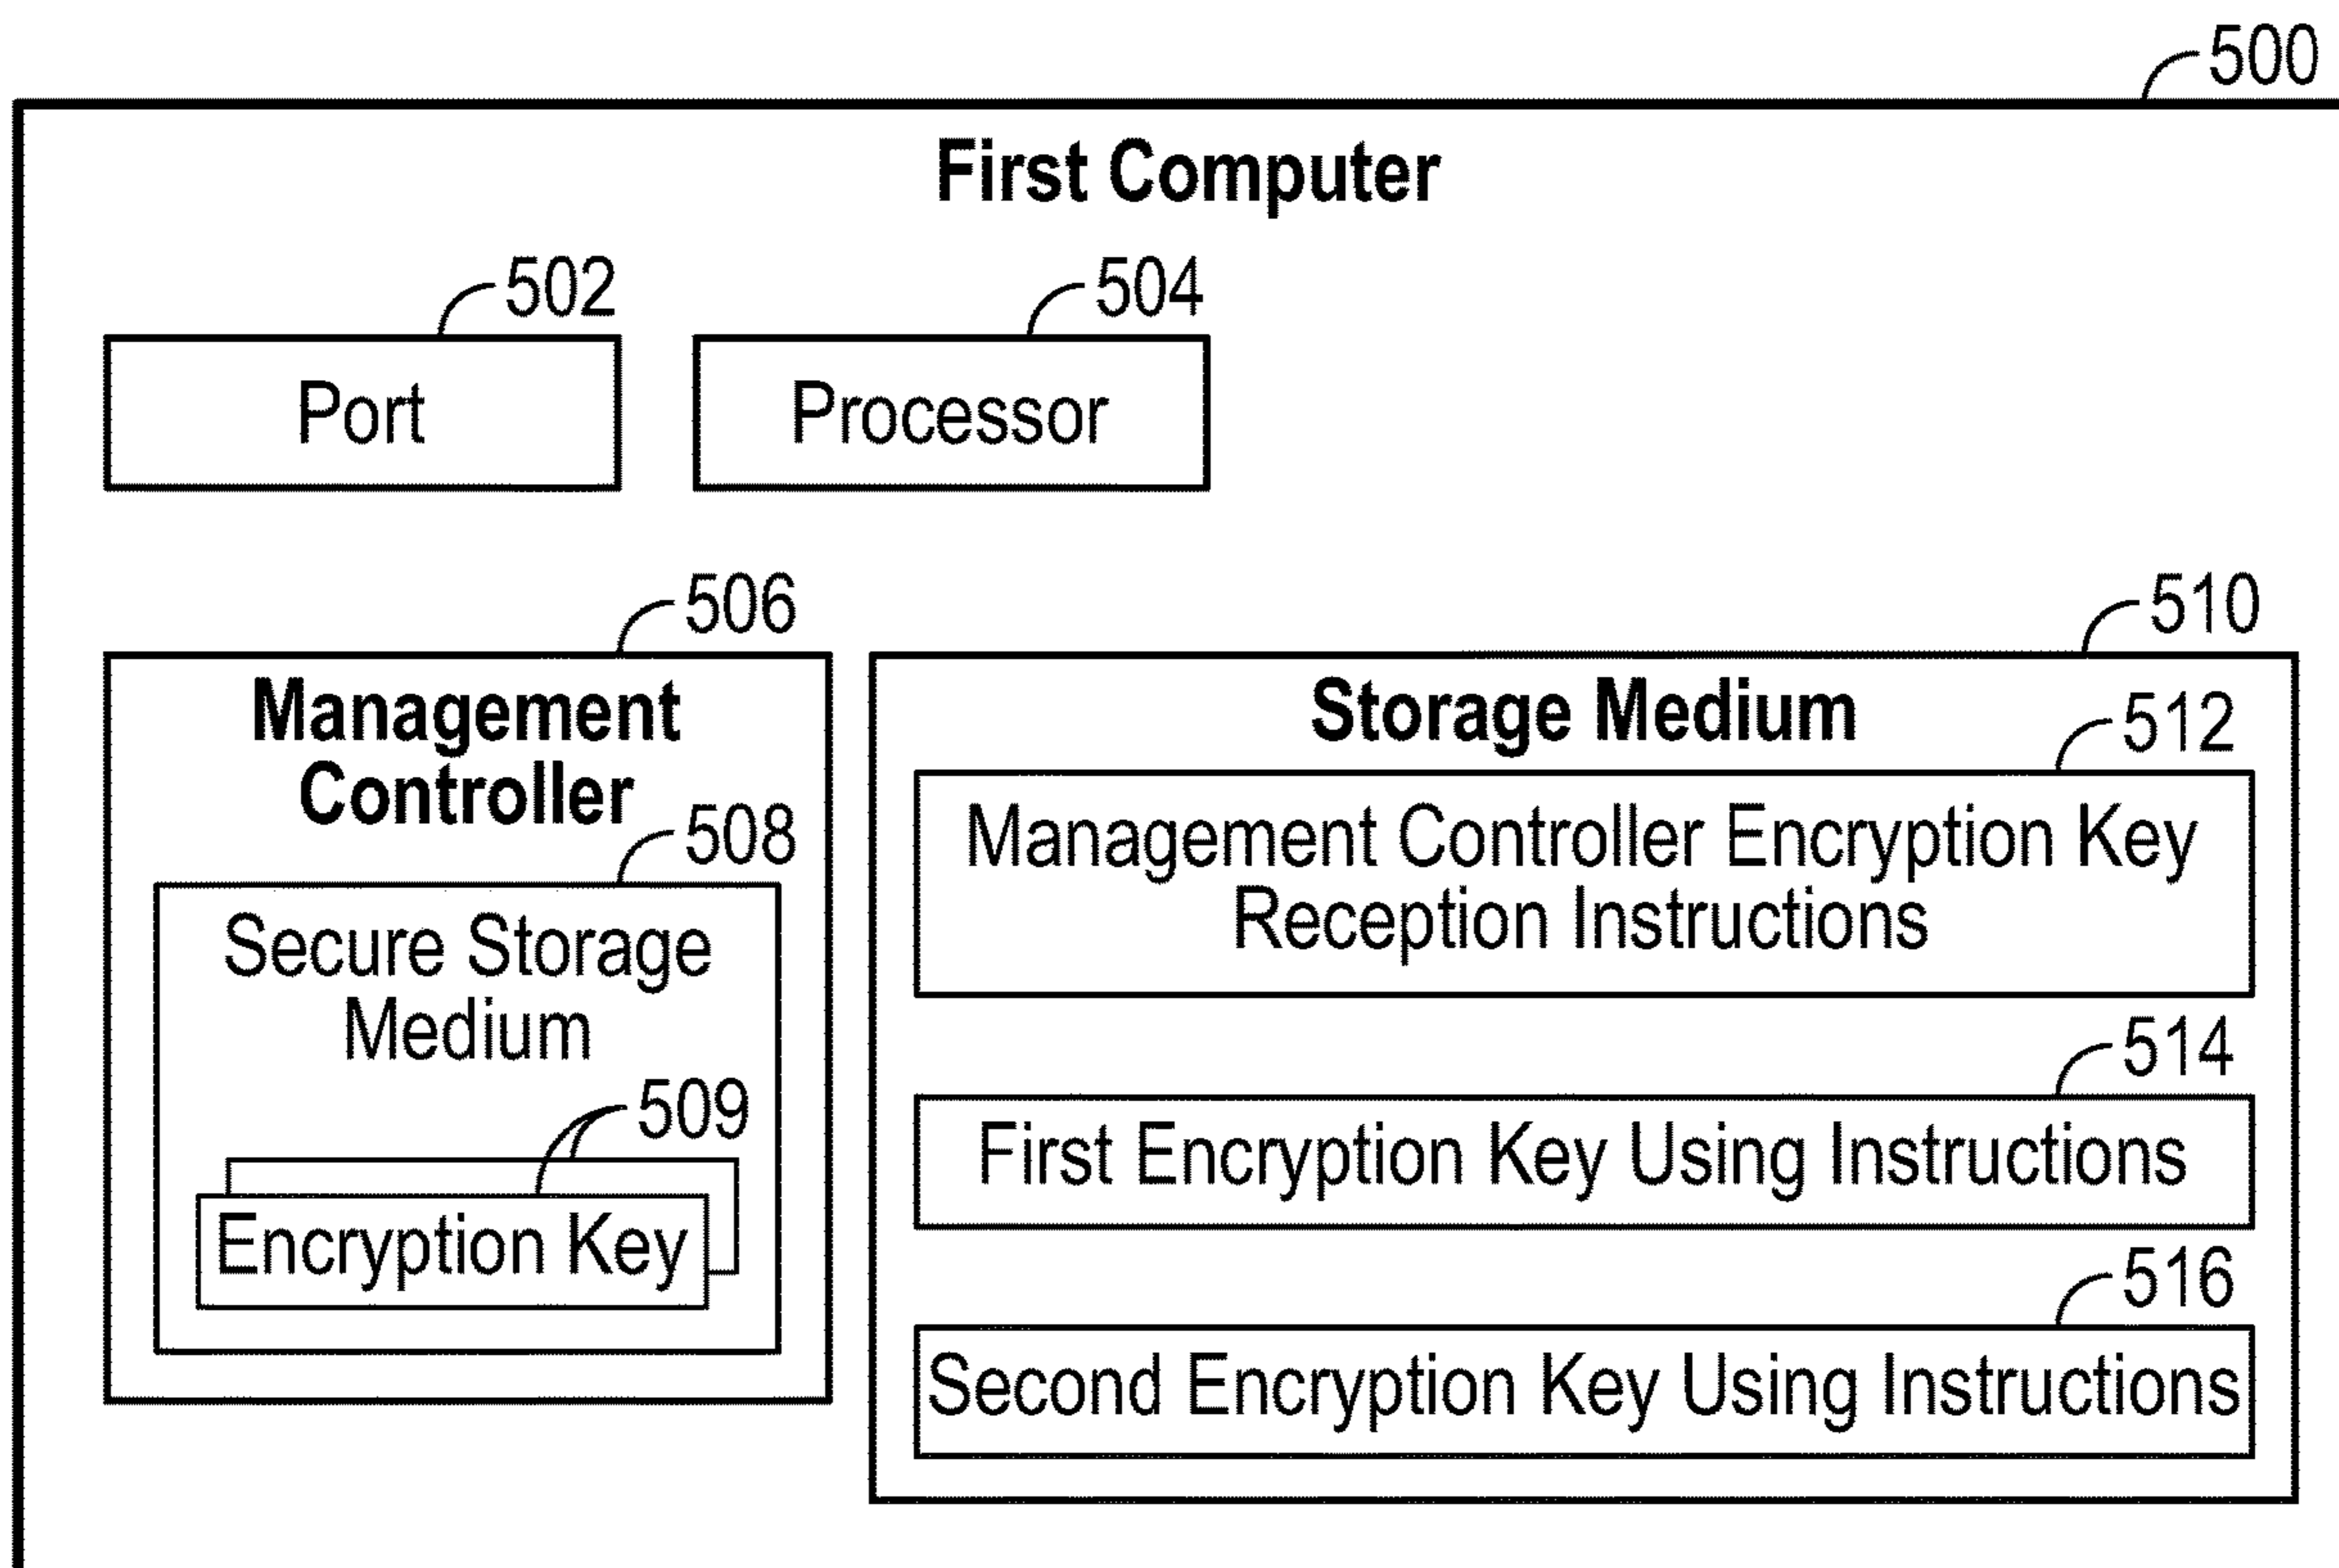 500
First Computer
502
504
Port
Processor
506
510
Management
Controller
Storage Medium
512
508
Management Controller Encryption Key
Reception Instructions
Secure Storage
Medium
514
509
First Encryption Key Using Instructions
Encryption Key
516
Second Encryption Key Using Instructions